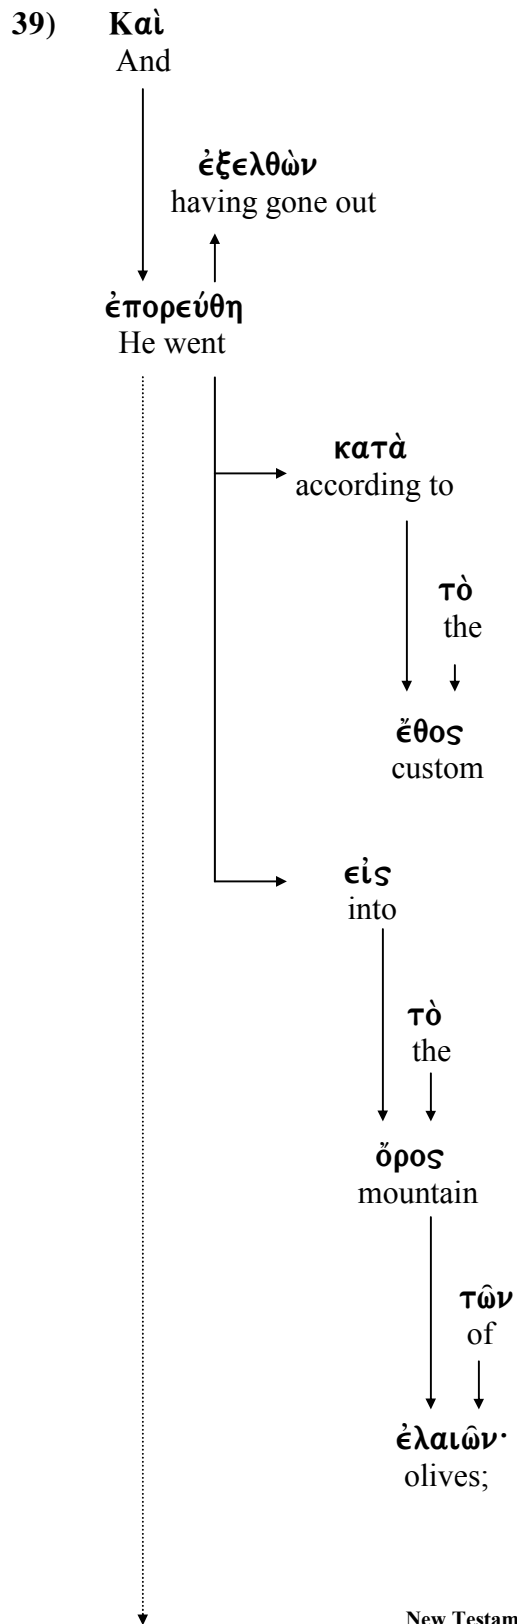 39) Καὶ
And
ἐξελθὼν
having gone out
ἐπορεύθη
He went
κατὰ
according to
τὸ
the
ἔθος
custom
εἰς
into
τὸ
the
ὄρος
mountain
τῶν
of
ἐλαιῶν·
olives;
New Testam